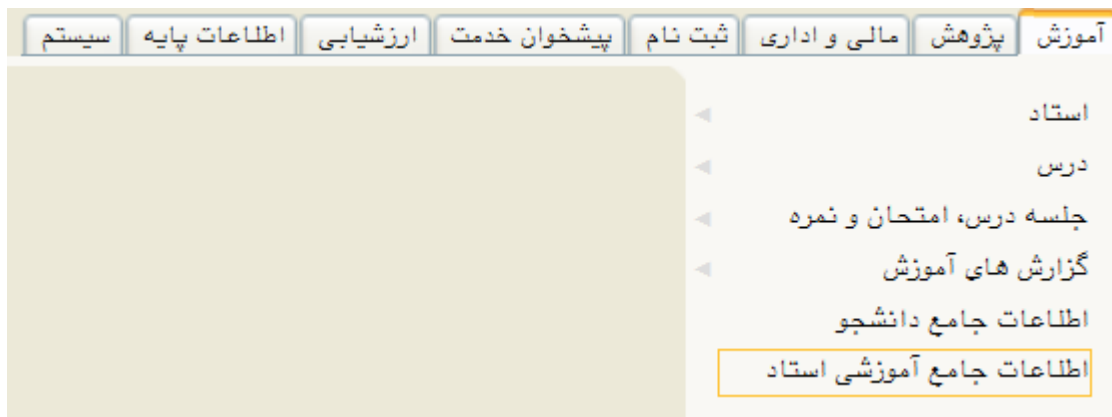 آموزش پژوهش مالی و اداری ثبت نام پیشخوان خدمت ارزشیابی اطلاعات پایه سیستم
استاد
درس
جلسه درس، امتحان و نمره
گزارش های آموزش
اطلاعات جامع دانشجو
اطلاعات جامع آموزشی استاد